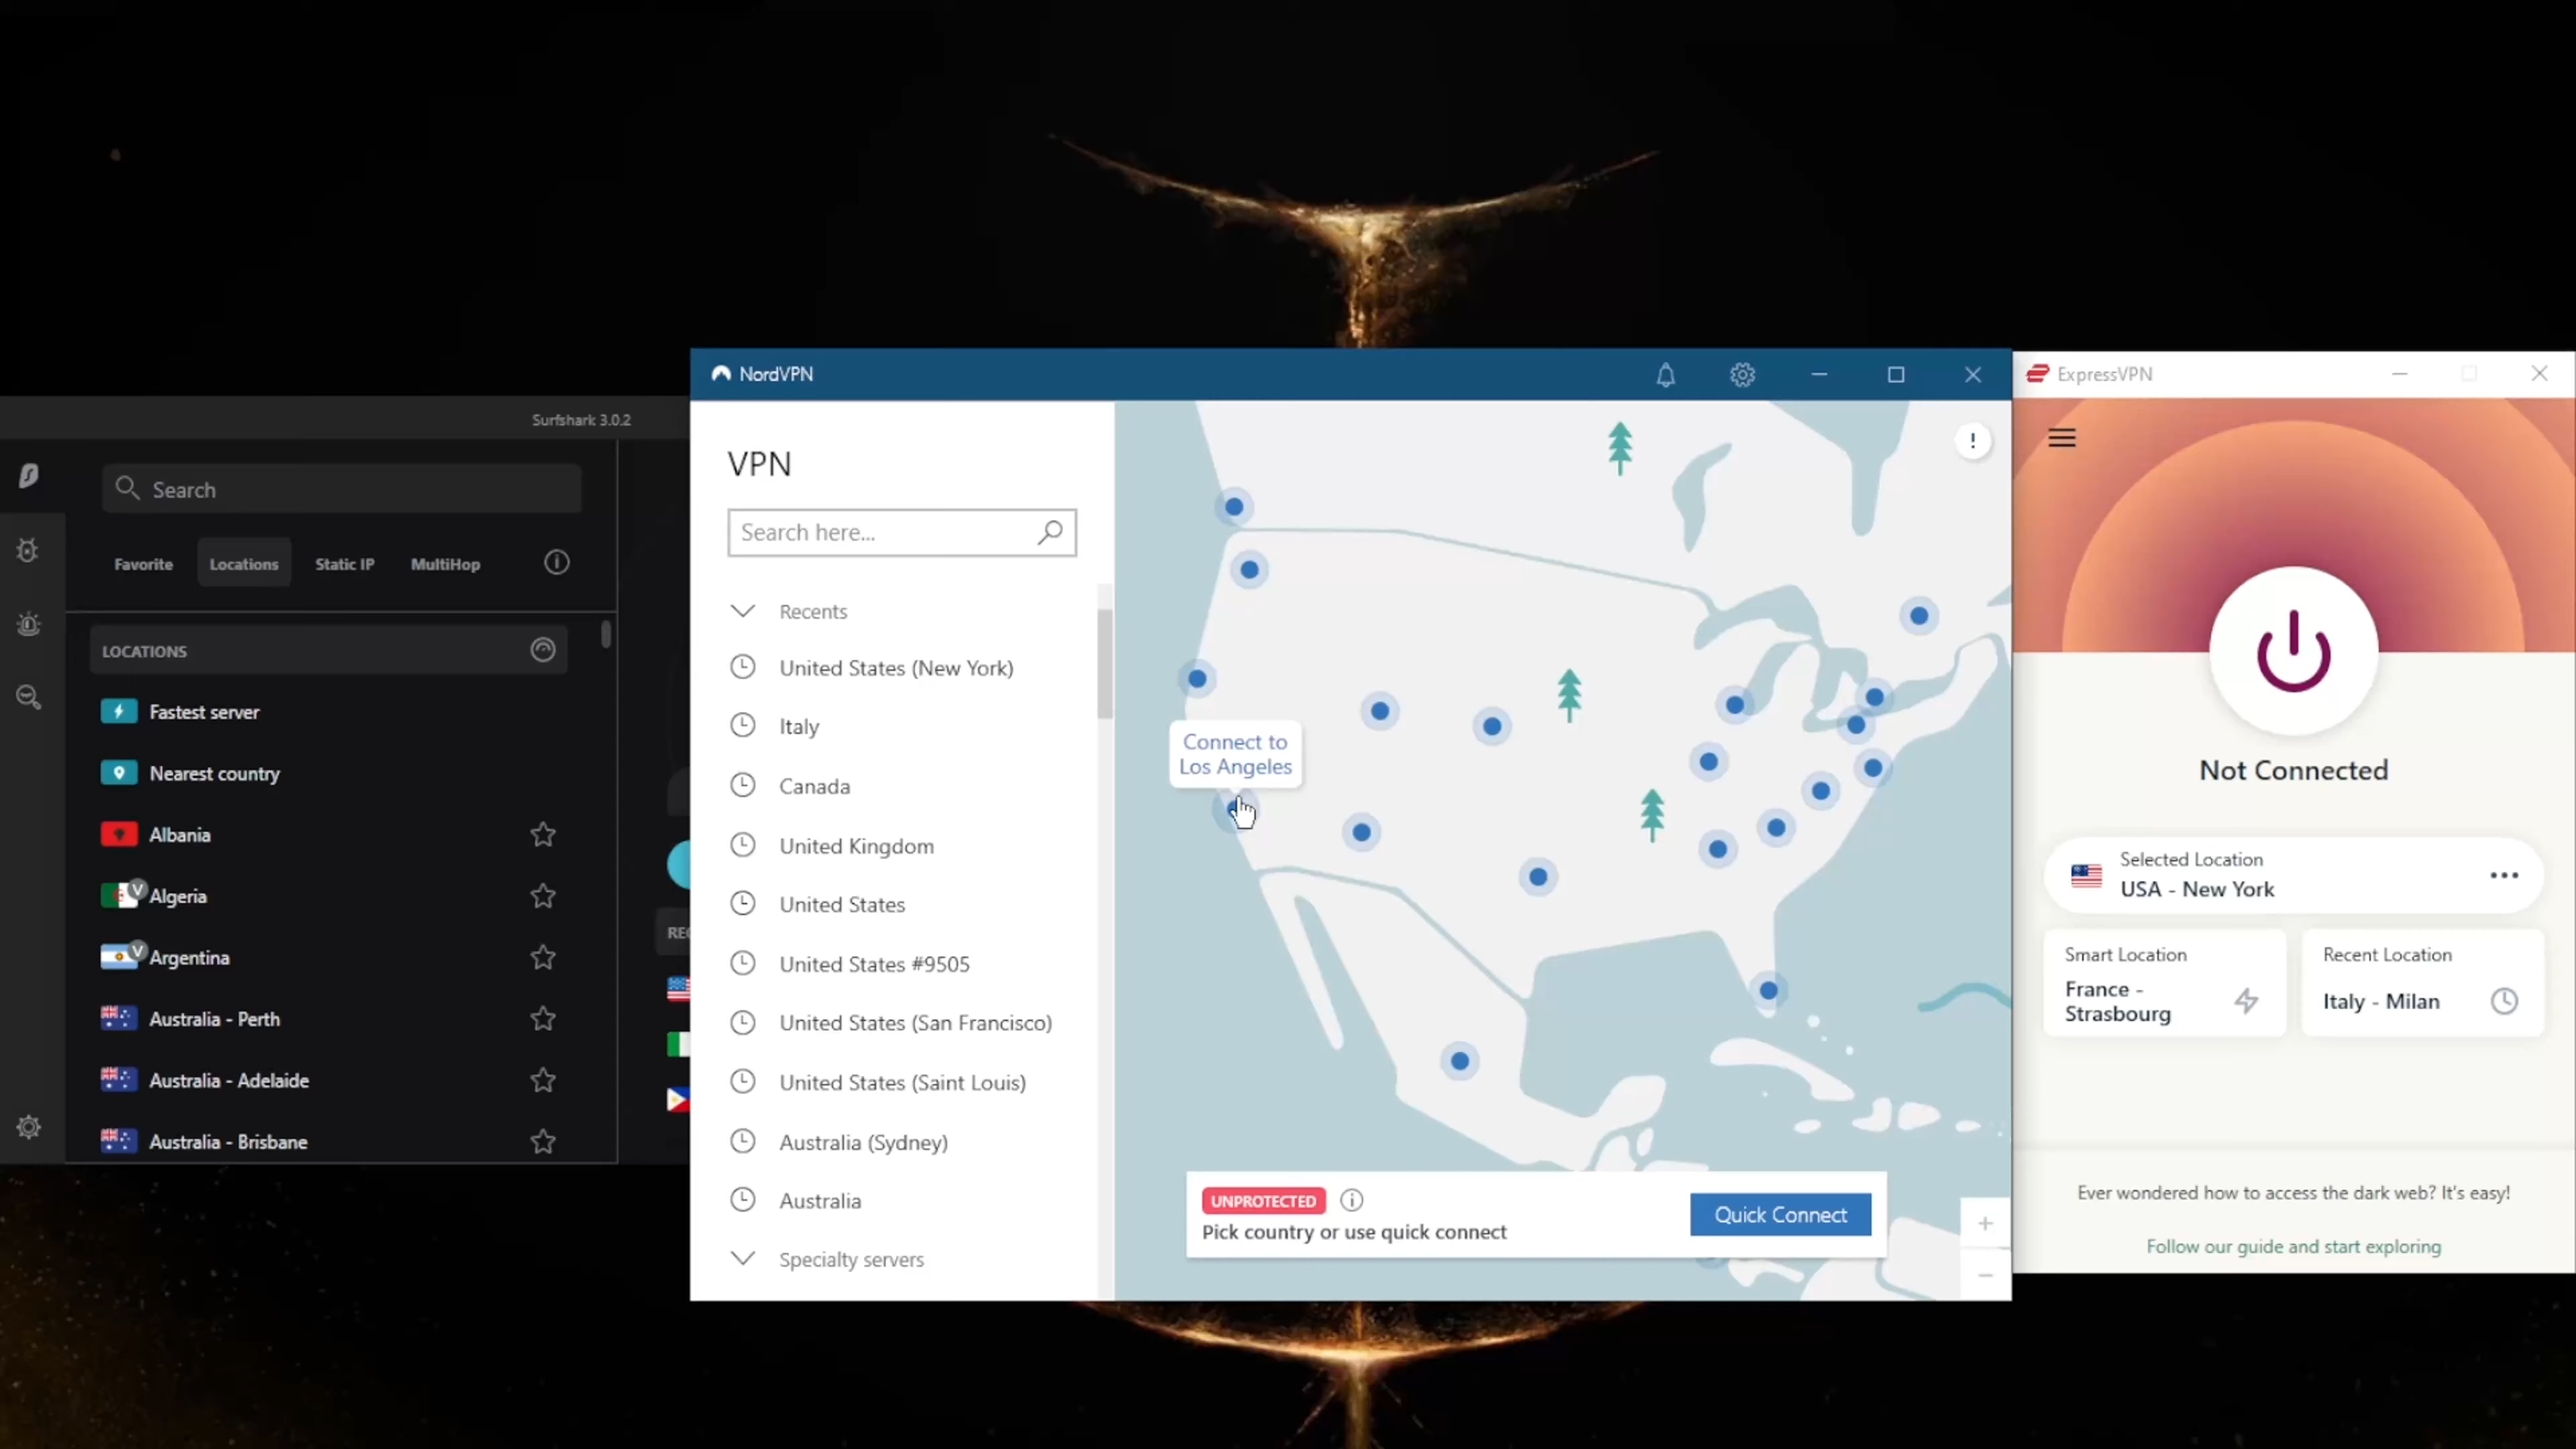 Surfshark 3.0.2
Search
Favorite
Locations
Static IP
MultiHop
LOCATIONS
Fastest server
Nearest country
Albania
V
Algeria
V
Argentina
Australia - Perth
Australia - Adelaide
Australia - Brisbane
NordVPN
VPN
Search here...
Recents
United States (New York)
Italy
Canada
United Kingdom
United States
United States #9505
United States (San Francisco)
United States (Saint Louis)
Australia (Sydney)
Australia
Specialty servers
Connect to
Los Angeles
UNPROTECTED
Pick country or use quick connect
Quick Connect
ExpressVPN
Not Connected
Selected Location
USA - New York
Smart Location
France -
Strasbourg
Recent Location
Italy - Milan
Ever wondered how to access the dark web? It's easy!
Follow our guide and start exploring